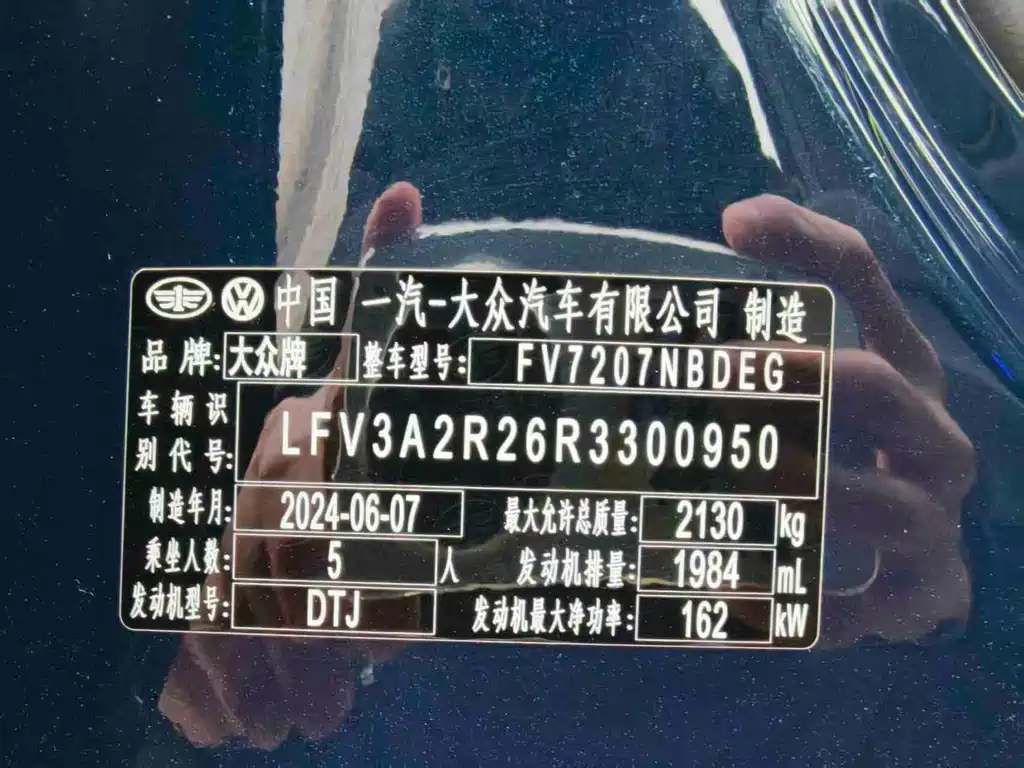 中国 一汽-大众汽车有限公司 制造
品牌: 大众牌 整车型号: FV7207NBDEG
车辆识别代号: LFV3A2R26R3300950
制造年月: 2024-06-07 最大允许总质量: 2130 kg
乘坐人数: 5 人 发动机排量: 1984 mL
发动机型号: DTJ 发动机最大净功率: 162 kW